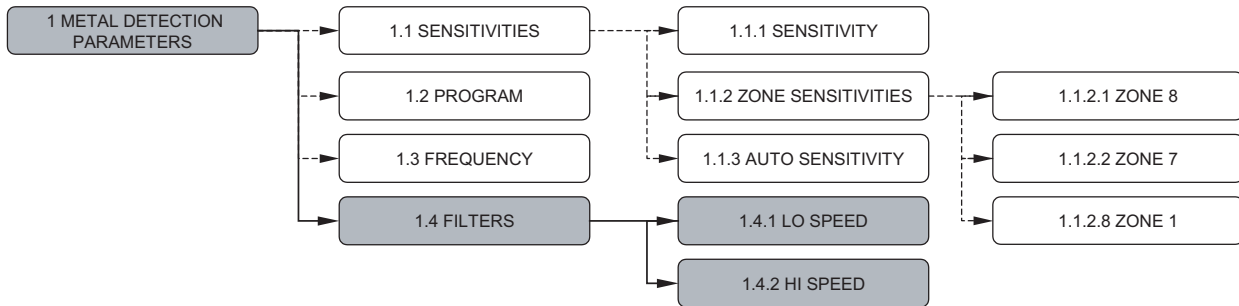 1 METAL DETECTION
PARAMETERS
1.1 SENSITIVITIES
1.1.1 SENSITIVITY
1.2 PROGRAM
1.1.2 ZONE SENSITIVITIES
1.1.2.1 ZONE 8
1.3 FREQUENCY
1.1.3 AUTO SENSITIVITY
1.1.2.2 ZONE 7
1.4 FILTERS
1.4.1 LO SPEED
1.1.2.8 ZONE 1
1.4.2 HI SPEED